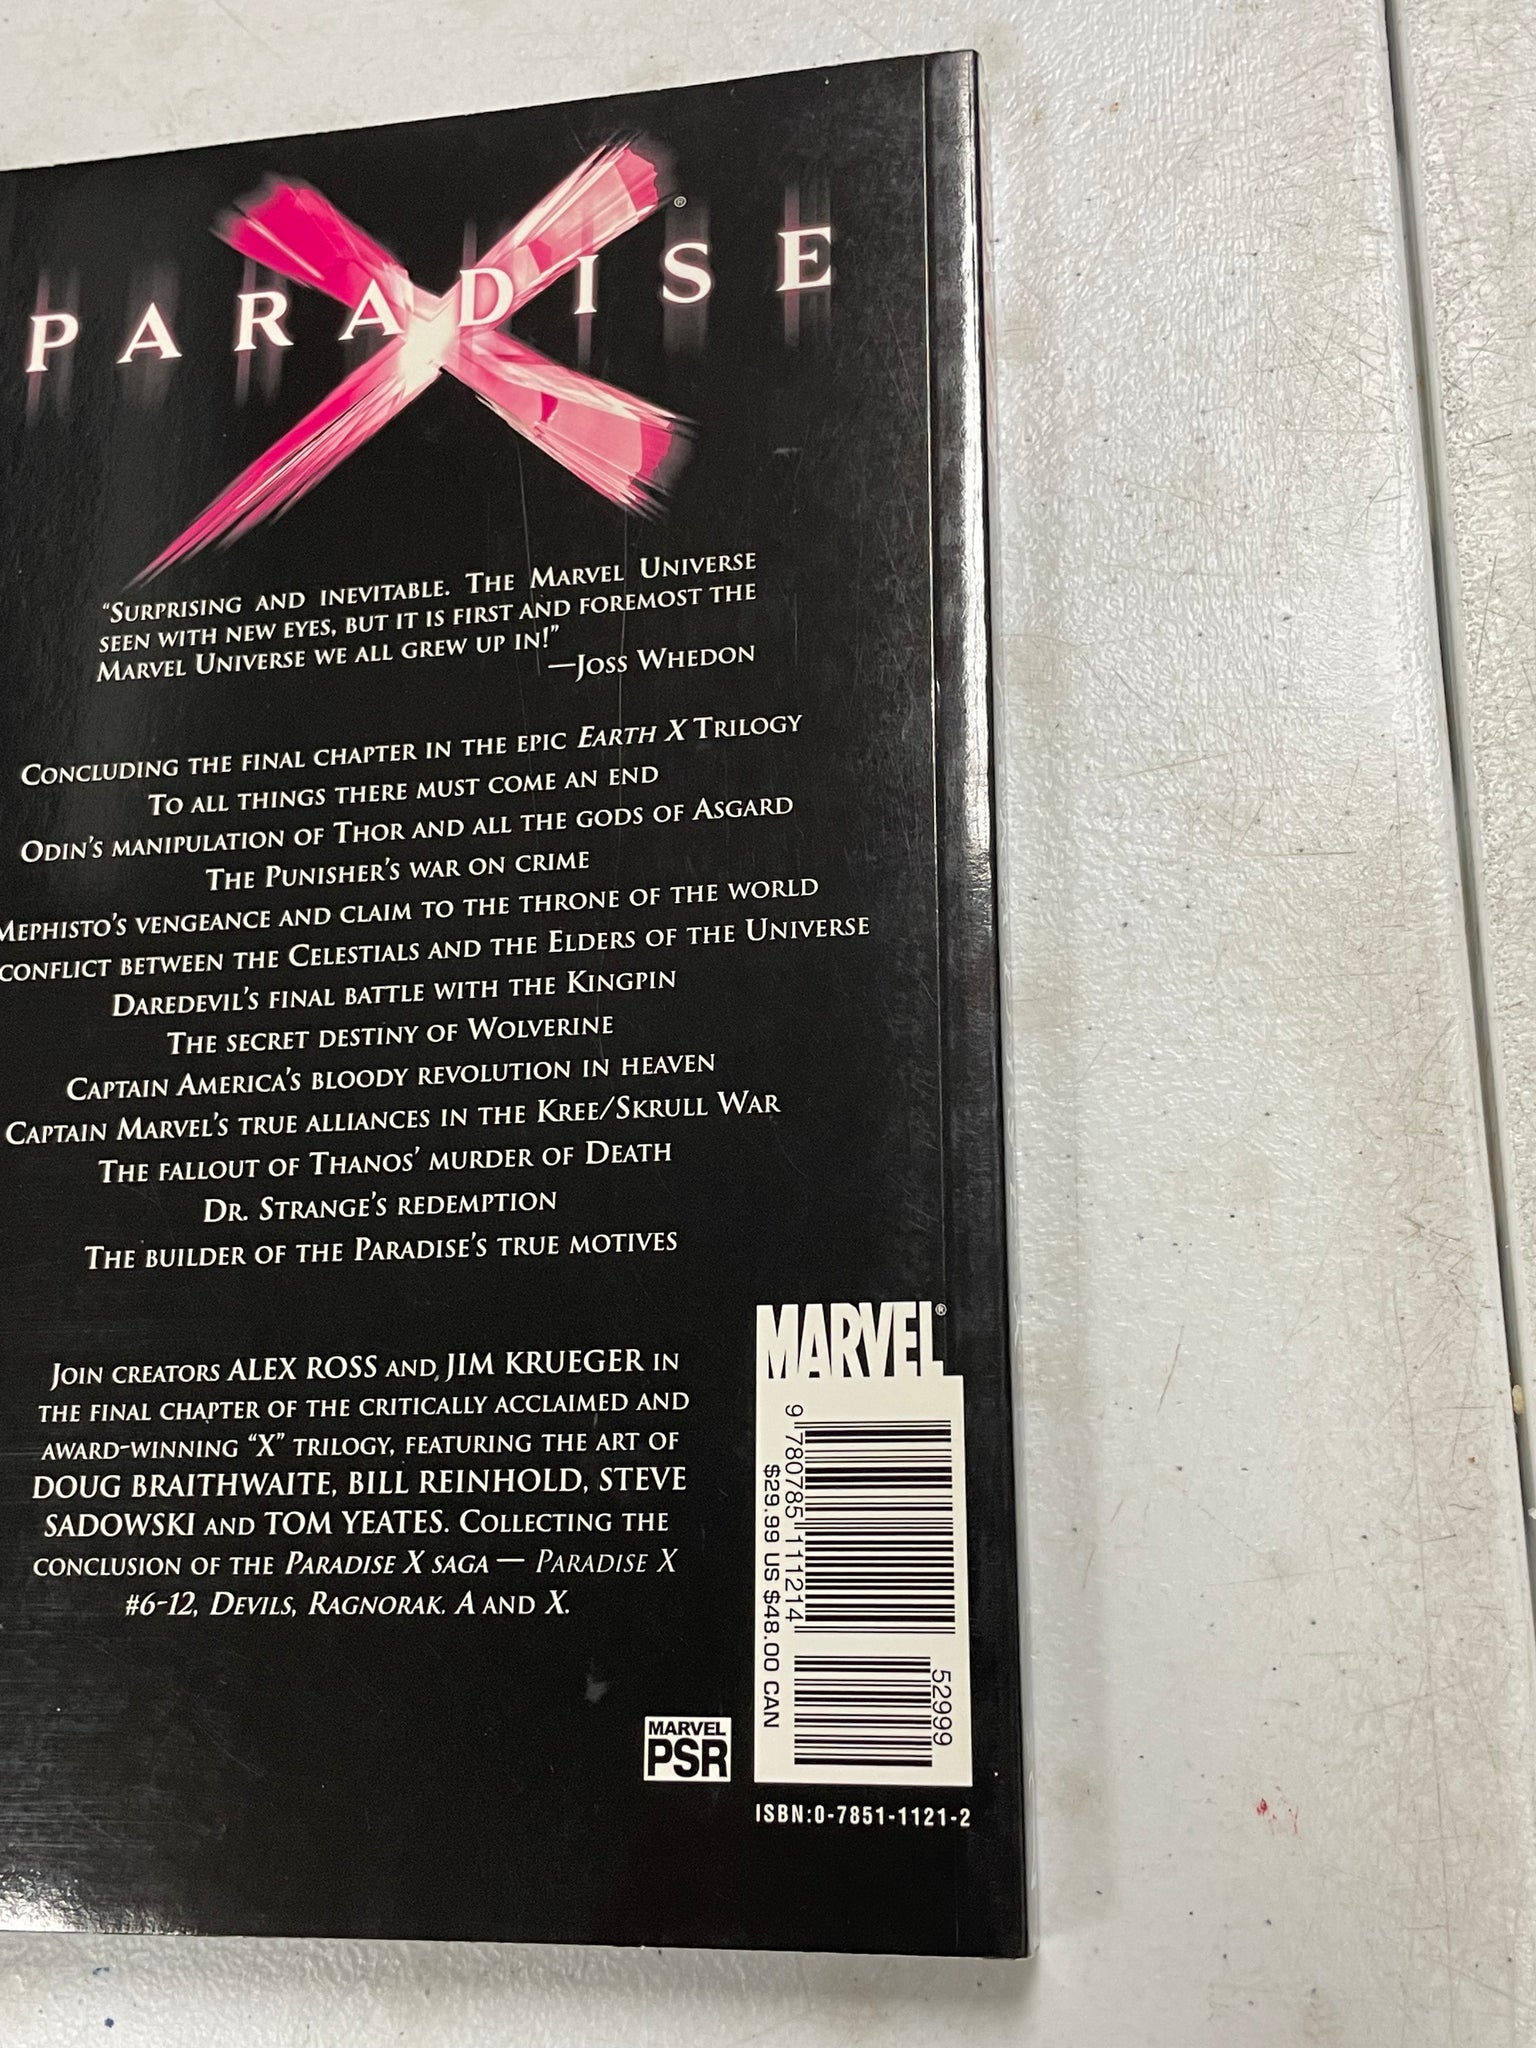 PARADISE
X
®
“SURPRISING AND INEVITABLE. THE MARVEL UNIVERSE
SEEN WITH NEW EYES, BUT IT IS FIRST AND FOREMOST THE
MARVEL UNIVERSE WE ALL GREW UP IN!”
—JOSS WHEDON
CONCLUDING THE FINAL CHAPTER IN THE EPIC EARTH X TRILOGY
TO ALL THINGS THERE MUST COME AN END
ODIN'S MANIPULATION OF THOR AND ALL THE GODS OF ASGARD
THE PUNISHER'S WAR ON CRIME
MEPHISTO'S VENGEANCE AND CLAIM TO THE THRONE OF THE WORLD
CONFLICT BETWEEN THE CELESTIALS AND THE ELDERS OF THE UNIVERSE
DAREDEVIL'S FINAL BATTLE WITH THE KINGPIN
THE SECRET DESTINY OF WOLVERINE
CAPTAIN AMERICA'S BLOODY REVOLUTION IN HEAVEN
CAPTAIN MARVEL'S TRUE ALLIANCES IN THE KREE/SKRULL WAR
THE FALLOUT OF THANOS' MURDER OF DEATH
DR. STRANGE'S REDEMPTION
THE BUILDER OF THE PARADISE'S TRUE MOTIVES
JOIN CREATORS ALEX ROSS AND JIM KRUEGER IN
THE FINAL CHAPTER OF THE CRITICALLY ACCLAIMED AND
AWARD-WINNING “X” TRILOGY, FEATURING THE ART OF
DOUG BRAITHWAITE, BILL REINHOLD, STEVE
SADOWSKI AND TOM YEATES. COLLECTING THE
CONCLUSION OF THE PARADISE X SAGA — PARADISE X
#6-12, DEVILS, RAGNORAK, A AND X.
MARVEL®
9 780785 111214
$29.99 US $48.00 CAN
52999
MARVEL
PSR
ISBN:0-7851-1121-2